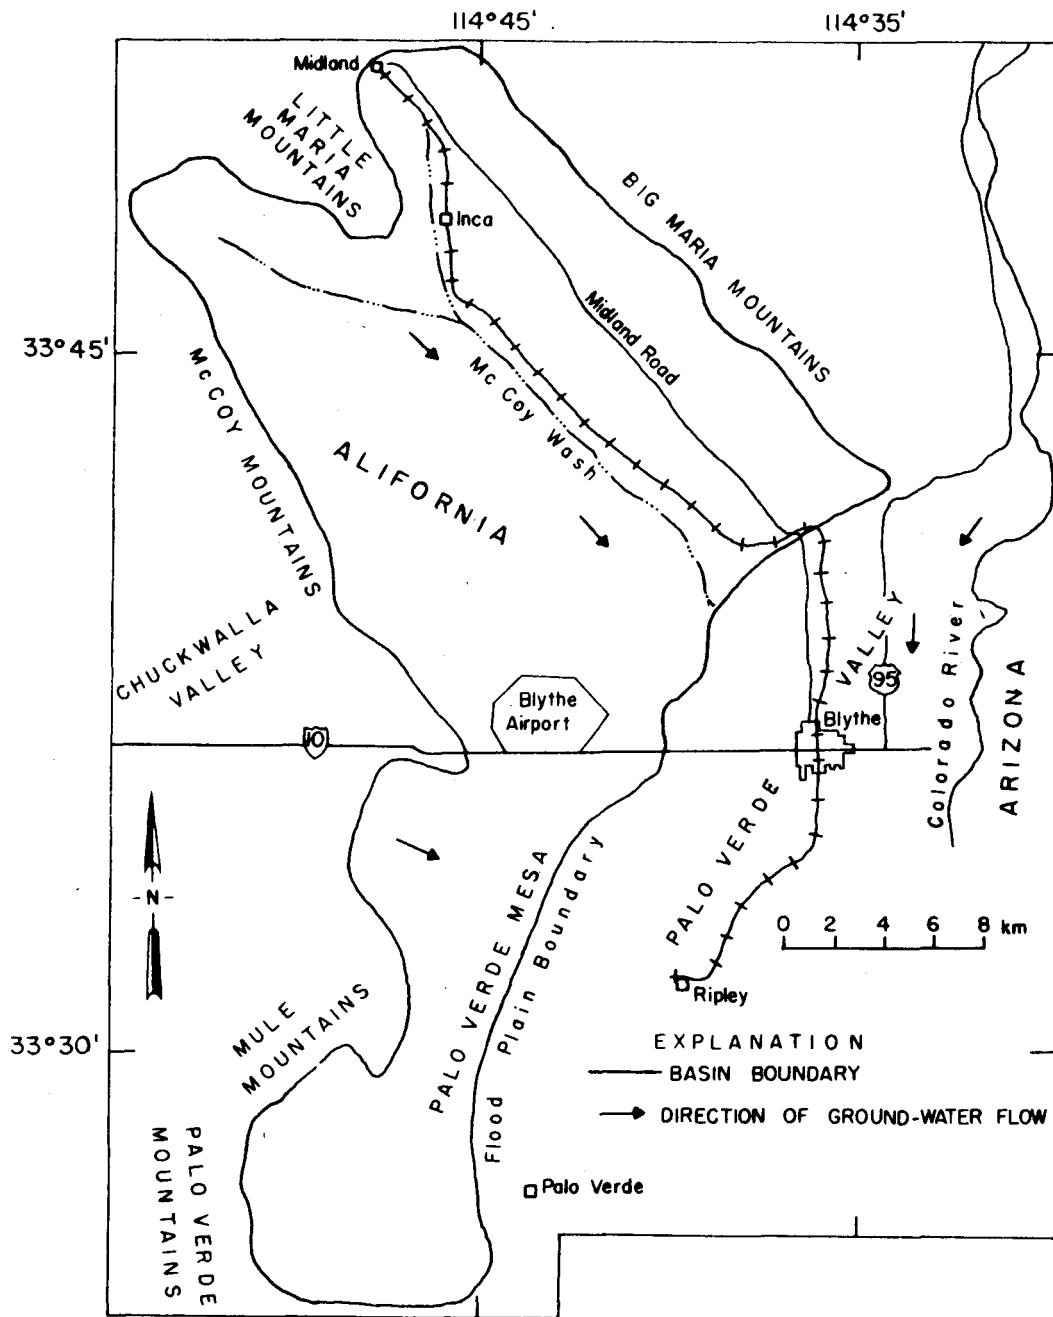 114°45'
114°35'
Midland
LITTLE
MARIA
MOUNTAINS
Inca
BIG MARIA MOUNTAINS
Midland Road
33°45'
McCOY MOUNTAINS
Mc Coy Wash
ALIFORNIA
CHUCKWALLA
VALLEY
10
Blythe
Airport
95
Blythe
PALO VERDE VALLEY
Colorado River
ARIZONA
-N-
0 2 4 6 8 km
PALO VERDE MESA
Flood Plain Boundary
Ripley
MULE
MOUNTAINS
33°30'
EXPLANATION
BASIN BOUNDARY
DIRECTION OF GROUND-WATER FLOW
PALO VERDE
MOUNTAINS
Palo Verde